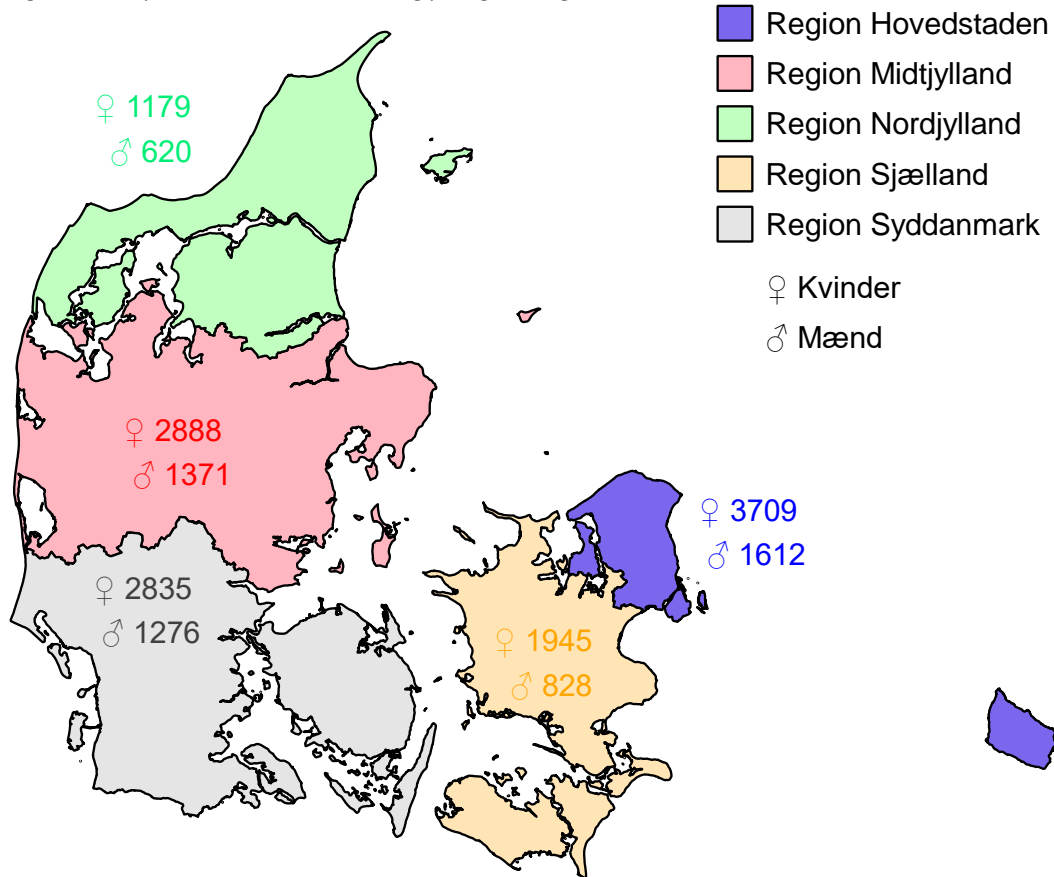 Region Hovedstaden
Region Midtjylland
Region Nordjylland
Region Sjælland
Region Syddanmark
♀ Kvinder
♂ Mænd
♀ 1179
♂ 620
♀ 2888
♂ 1371
♀ 3709
♂ 1612
♀ 2835
♂ 1276
♀ 1945
♂ 828